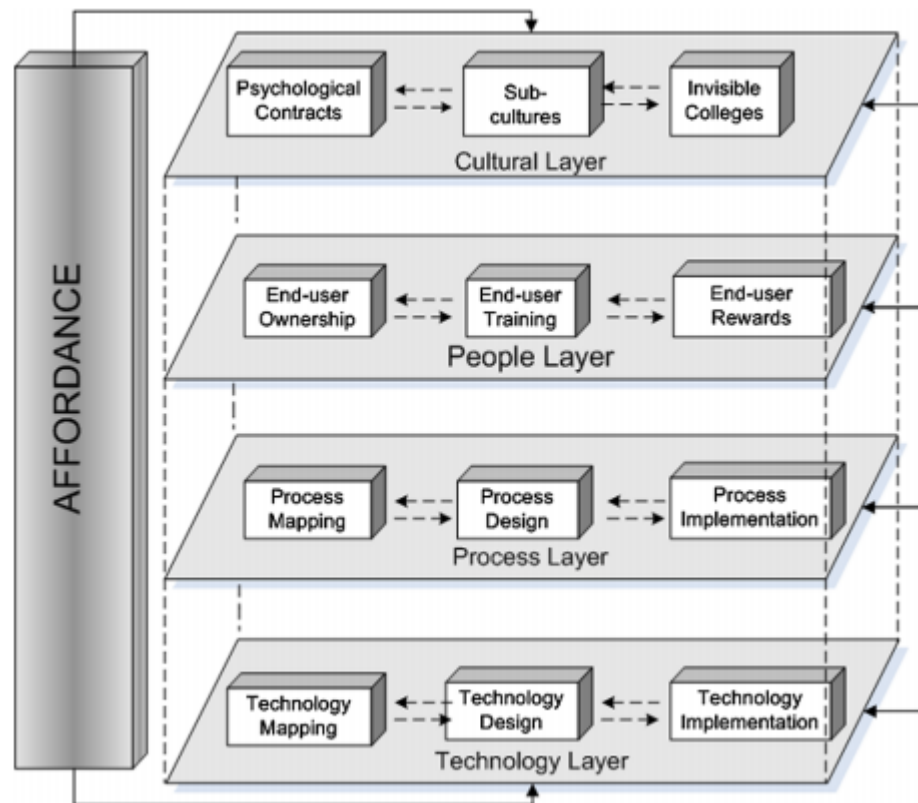 AFFORDANCE
Psychological
Contracts
Sub-
cultures
Invisible
Colleges
Cultural Layer
End-user
Ownership
End-user
Training
End-user
Rewards
People Layer
Process
Mapping
Process
Design
Process
Implementation
Process Layer
Technology
Mapping
Technology
Design
Technology
Implementation
Technology Layer